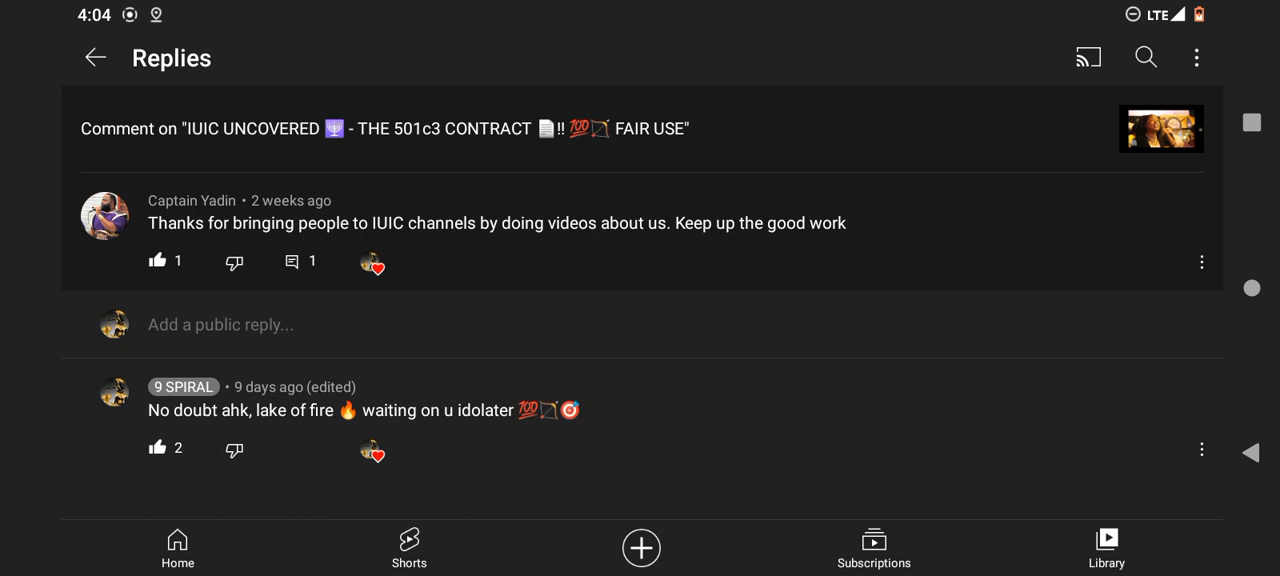 4:04
LTE
Replies
Comment on "IUIC UNCOVERED 🕎 - THE 501c3 CONTRACT 📄‼️ 💯🏹 FAIR USE"
Captain Yadin • 2 weeks ago
Thanks for bringing people to IUIC channels by doing videos about us. Keep up the good work
1 1
Add a public reply...
9 SPIRAL • 9 days ago (edited)
No doubt ahk, lake of fire 🔥 waiting on u idolater 💯🏹🎯
2
Home Shorts Subscriptions Library